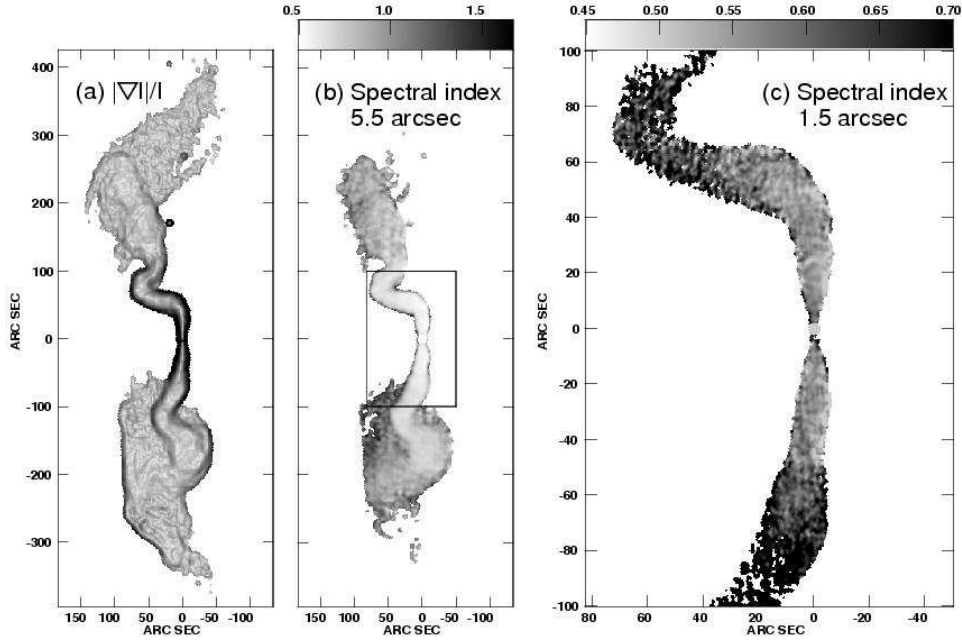 0.5 1.0 1.5
0.45 0.50 0.55 0.60 0.65 0.70
(a) |∇I|/I
(b) Spectral index
5.5 arcsec
(c) Spectral index
1.5 arcsec
400
300
200
100
0
-100
-200
-300
ARC SEC
150 100 50 0 -50 -100
ARC SEC
150 100 50 0 -50 -100
ARC SEC
100
80
60
40
20
0
-20
-40
-60
-80
-100
ARC SEC
80 60 40 20 0 -20 -40
ARC SEC